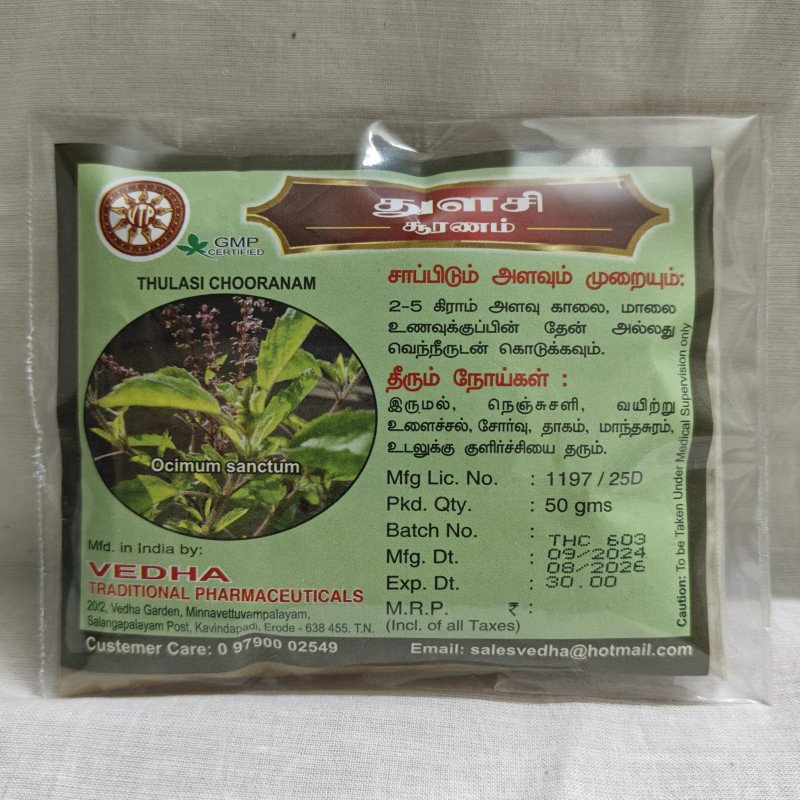 துளசி
சூரணம்
VTP
GMP
CERTIFIED
THULASI CHOORANAM
Ocimum sanctum
Mfd. in India by:
VEDHA
TRADITIONAL PHARMACEUTICALS
20/2, Vedha Garden, Minnavettuvampalayam,
Salangapalayam Post, Kavindapadi, Erode - 638 455. T.N.
Custemer Care: 0 97900 02549
சாப்பிடும் அளவும் முறையும்:
2-5 கிராம் அளவு காலை, மாலை
உணவுக்குப்பின் தேன் அல்லது
வெந்நீருடன் கொடுக்கவும்.
தீரும் நோய்கள் :
இருமல், நெஞ்சுசளி, வயிற்று
உளைச்சல், சோர்வு, தாகம், மாந்தசுரம்,
உடலுக்கு குளிர்ச்சியை தரும்.
Mfg Lic. No. : 1197 / 25D
Pkd. Qty. : 50 gms
Batch No. : THC 603
Mfg. Dt. : 09/2024
Exp. Dt. : 08/2026
M.R.P. ₹ : 30.00
(Incl. of all Taxes)
Email: salesvedha@hotmail.com
Caution: To be Taken Under Medical Supervision only